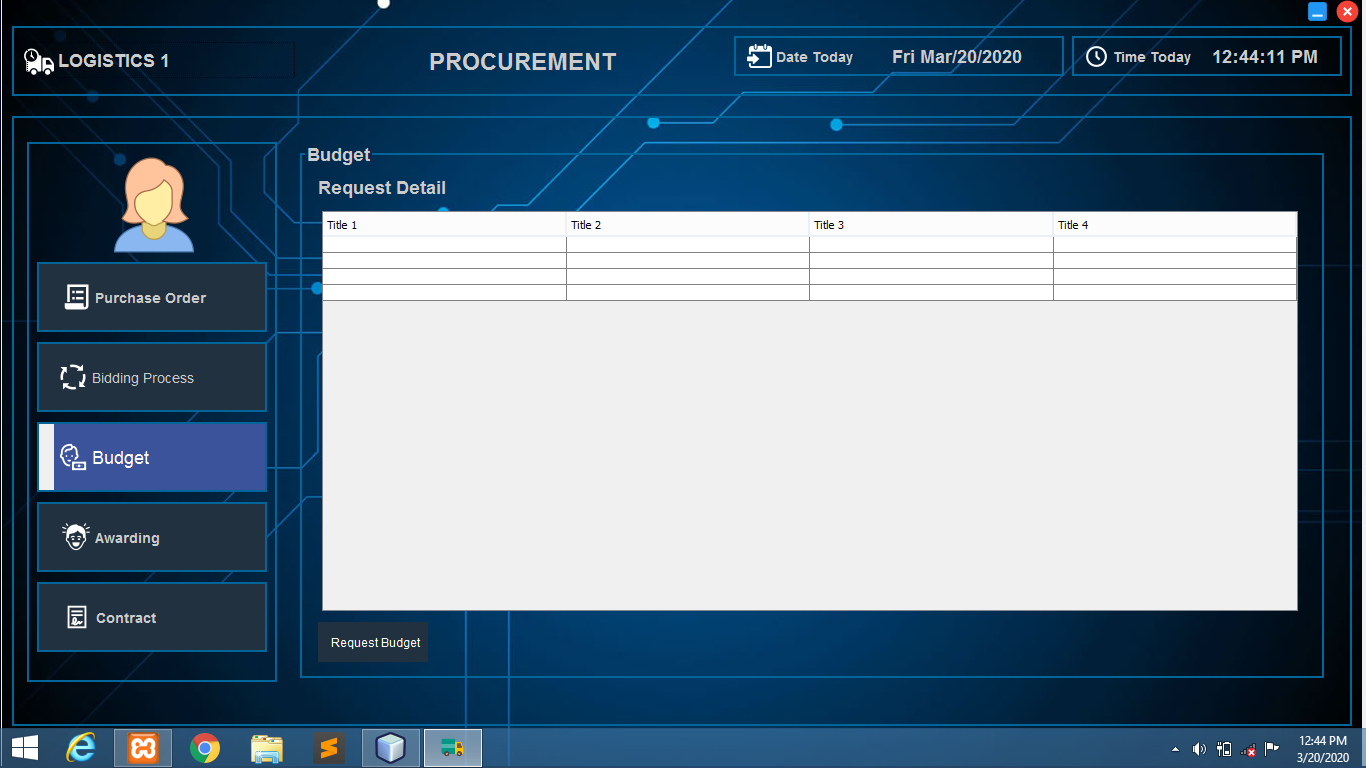 LOGISTICS 1
PROCUREMENT
Date Today Fri Mar/20/2020
Time Today 12:44:11 PM
Purchase Order
Bidding Process
Budget
Awarding
Contract
Budget
Request Detail
Title 1 Title 2 Title 3 Title 4
Request Budget
12:44 PM
3/20/2020